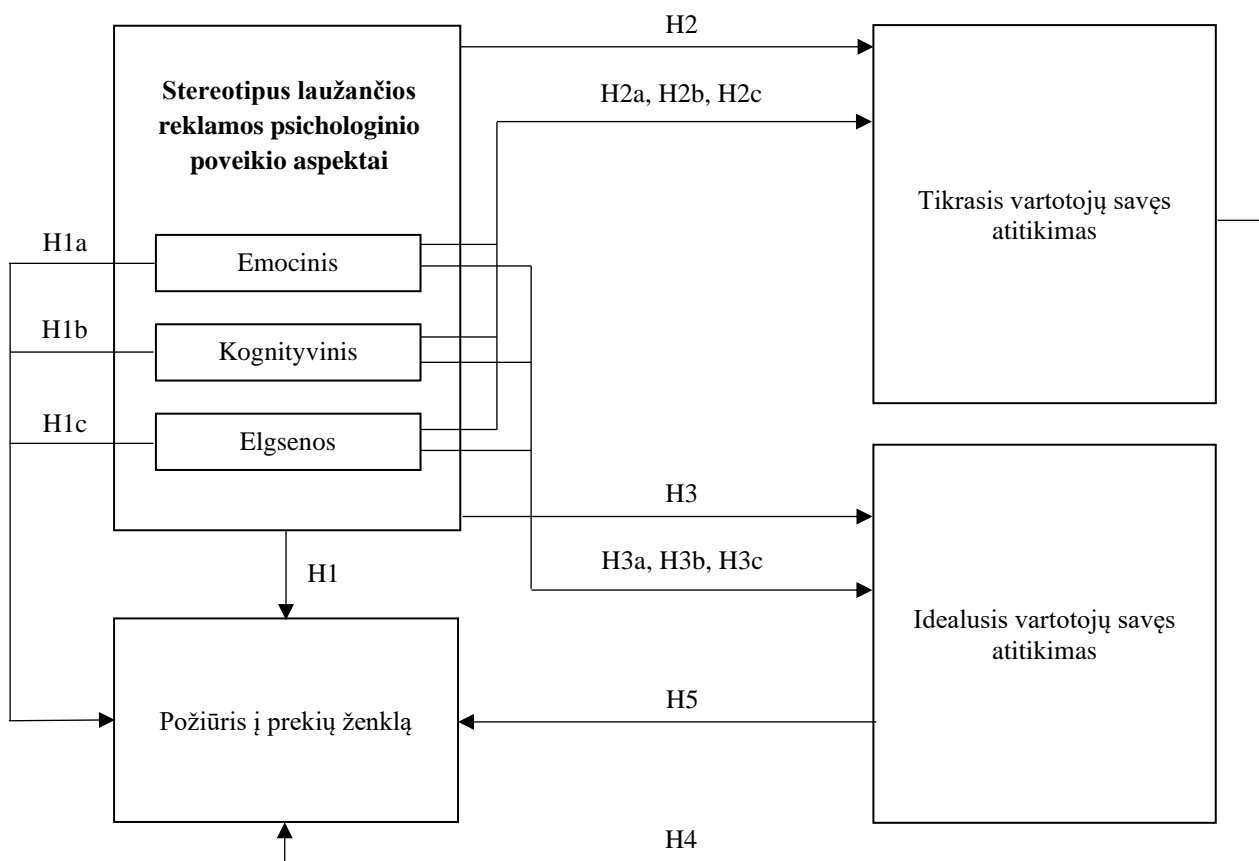 H2
Stereotipus laužančios
reklamos psichologinio
poveikio aspektai
H2a, H2b, H2c
Tikrasis vartotojų savęs
atitikimas
H1a
Emocinis
H1b
Kognityvinis
H1c
Elgsenos
H3
H3a, H3b, H3c
H1
Idealusis vartotojų savęs
atitikimas
H5
Požiūris į prekių ženklą
H4